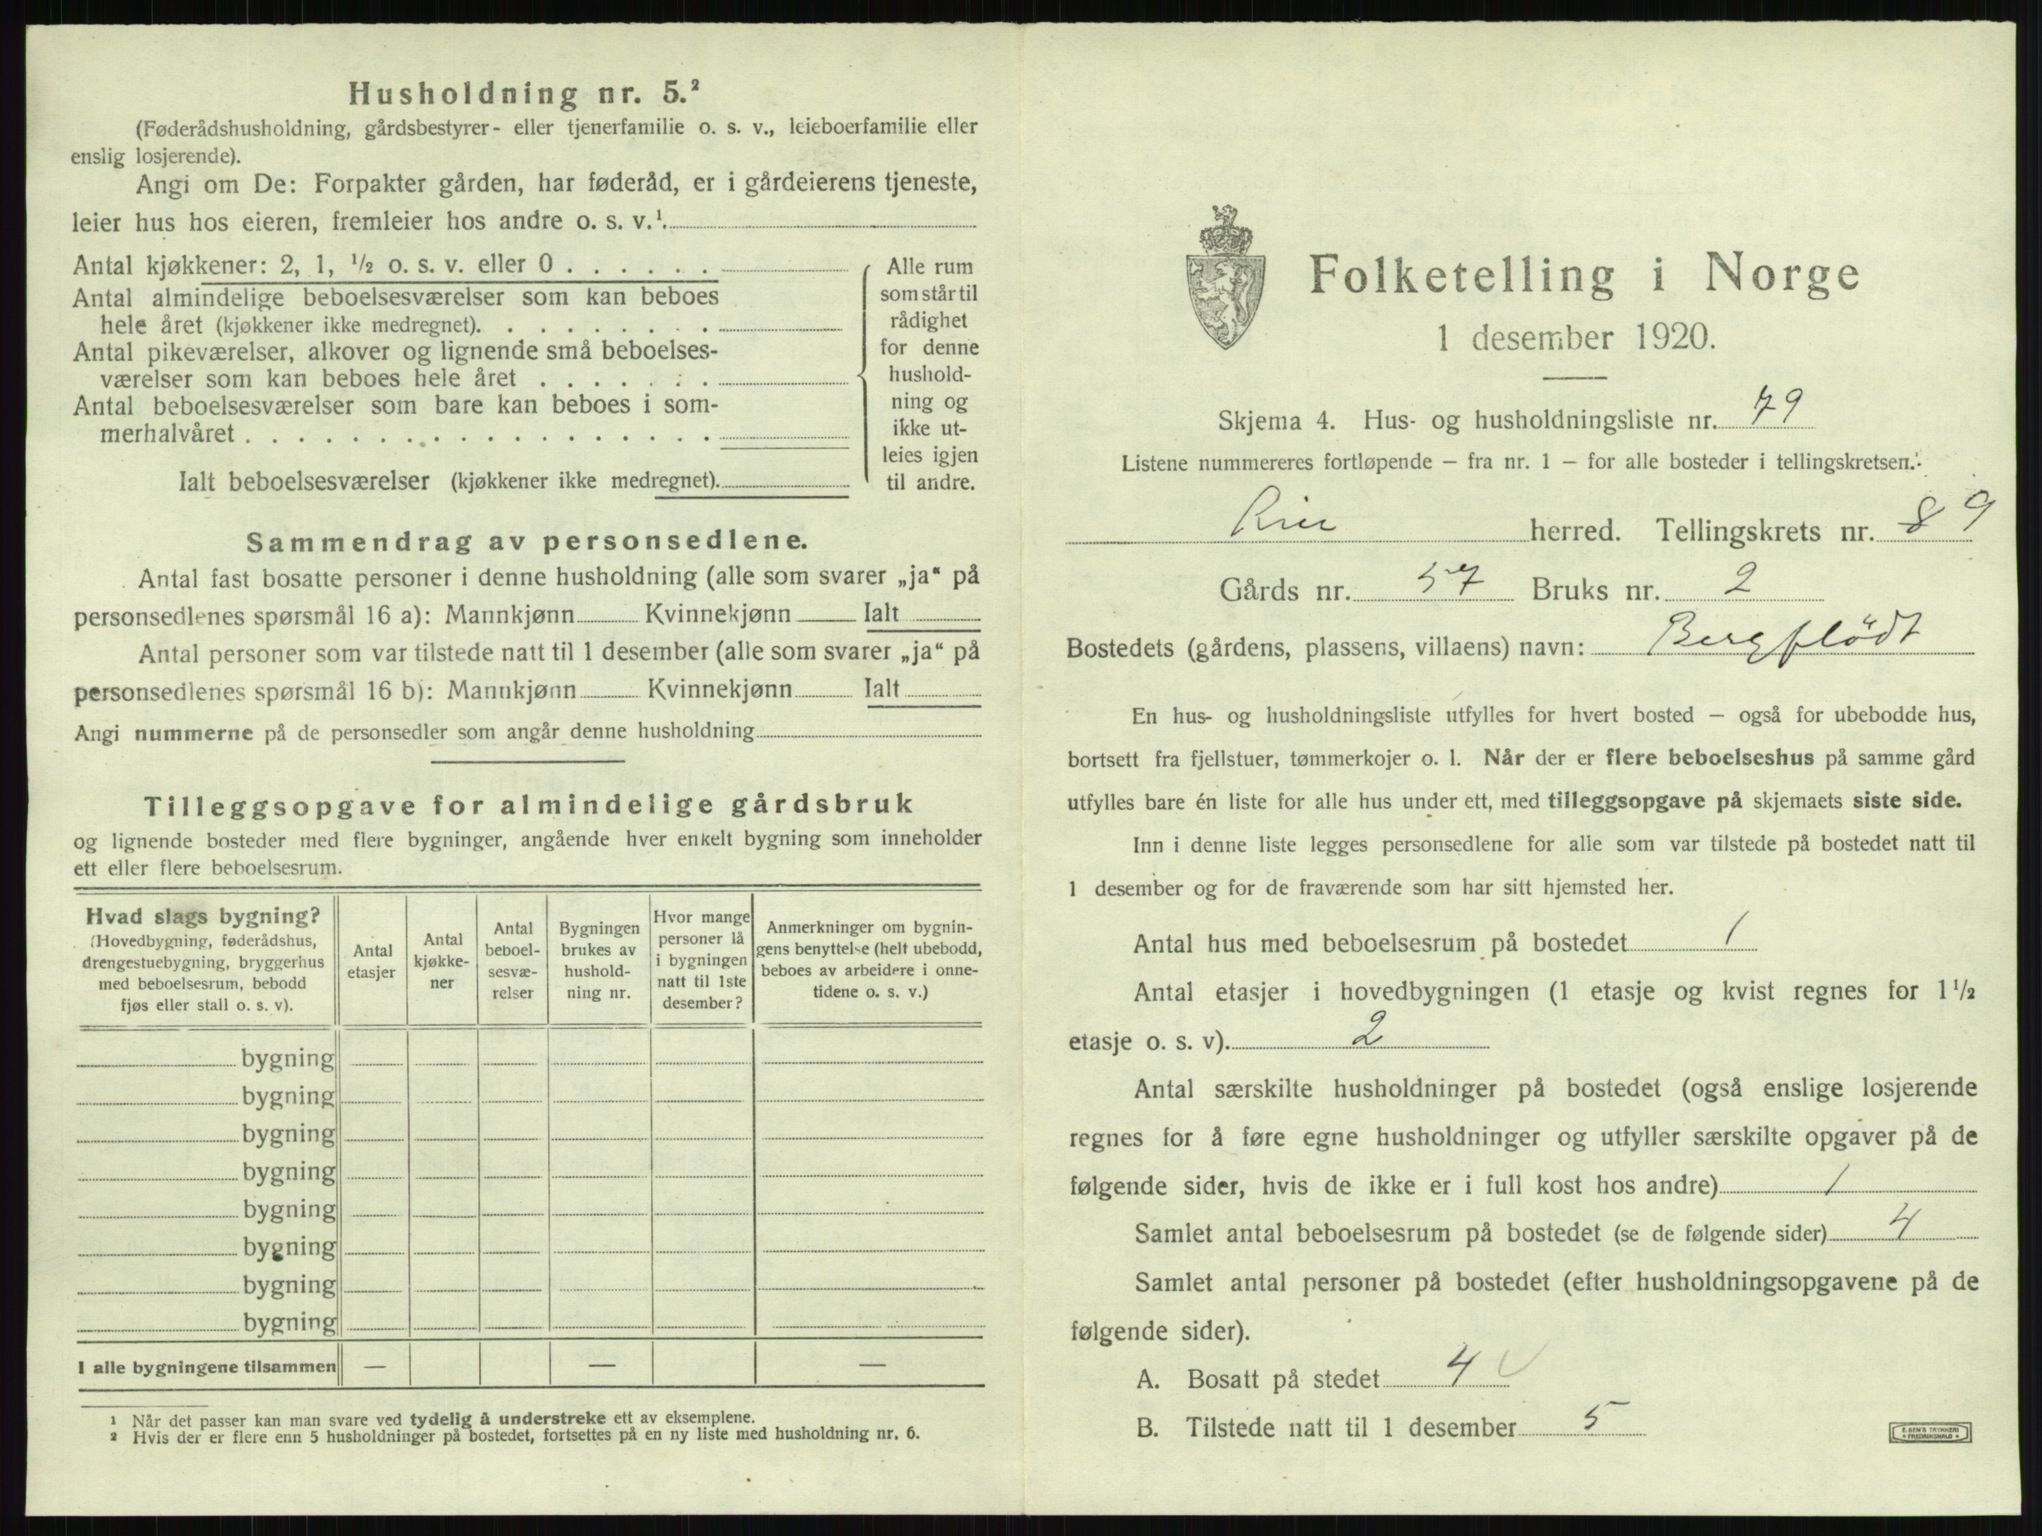 Husholdning nr. 5.²
(Føderådshusholdning, gårdsbestyrer- eller tjenerfamilie o. s. v., leieboerfamilie eller
enslig losjerende).
Angi om De: Forpakter gården, har føderåd, er i gårdeierens tjeneste,
leier hus hos eieren, fremleier hos andre o. s. v.¹.
Antal kjøkkener: 2, 1, ¹/₂ o. s. v. eller 0 . . . . . .
Antal almindelige beboelsesværelser som kan beboes
hele året (kjøkkener ikke medregnet). . . . . . . . .
Antal pikeværelser, alkover og lignende små beboelses-
værelser som kan beboes hele året . . . . . . .
Antal beboelsesværelser som bare kan beboes i som-
merhalvåret . . . . . . . . . . . . . . . . . .
Ialt beboelsesværelser (kjøkkener ikke medregnet).
Alle rum
som står til
rådighet
for denne
hushold-
ning og
ikke ut-
leies igjen
til andre.
Sammendrag av personsedlene.
Antal fast bosatte personer i denne husholdning (alle som svarer „ja“ på
personsedlenes spørsmål 16 a): Mannkjønn Kvinnekjønn Ialt
Antal personer som var tilstede natt til 1 desember (alle som svarer „ja“ på
personsedlenes spørsmål 16 b): Mannkjønn Kvinnekjønn Ialt
Angi nummerne på de personsedler som angår denne husholdning
Tilleggsopgave for almindelige gårdsbruk
og lignende bosteder med flere bygninger, angående hver enkelt bygning som inneholder
ett eller flere beboelsesrum.
Hvad slags bygning?
(Hovedbygning, føderådshus,
drengestuebygning, bryggerhus
med beboelsesrum, bebodd
fjøs eller stall o. s. v).
Antal
etasjer
Antal
kjøkke-
ner
Antal
beboel-
sesvæ-
relser
Bygningen
brukes av
hushold-
ning nr.
Hvor mange
personer lå
i bygningen
natt til 1ste
desember?
Anmerkninger om bygnin-
gens benyttelse (helt ubebodd,
beboes av arbeidere i onne-
tidene o. s. v.)
bygning
bygning
bygning
bygning
bygning
bygning
bygning
bygning
I alle bygningene tilsammen — — —
¹ Når det passer kan man svare ved tydelig å understreke ett av eksemplene.
² Hvis der er flere enn 5 husholdninger på bostedet, fortsettes på en ny liste med husholdning nr. 6.
Folketelling i Norge
1 desember 1920.
Skjema 4. Hus- og husholdningsliste nr. 79
Listene nummereres fortløpende — fra nr. 1 — for alle bosteder i tellingskretsen.
herred. Tellingskrets nr. 8 9
Gårds nr. 57 Bruks nr. 2
Bostedets (gårdens, plassens, villaens) navn: Bergflödt
En hus- og husholdningsliste utfylles for hvert bosted — også for ubebodde hus,
bortsett fra fjellstuer, tømmerkojer o. l. Når der er flere beboelseshus på samme gård
utfylles bare én liste for alle hus under ett, med tilleggsopgave på skjemaets siste side.
Inn i denne liste legges personsedlene for alle som var tilstede på bostedet natt til
1 desember og for de fraværende som har sitt hjemsted her.
Antal hus med beboelsesrum på bostedet 1
Antal etasjer i hovedbygningen (1 etasje og kvist regnes for 1¹/₂
etasje o. s. v). 2
Antal særskilte husholdninger på bostedet (også enslige losjerende
regnes for å føre egne husholdninger og utfyller særskilte opgaver på de
følgende sider, hvis de ikke er i full kost hos andre) 1
Samlet antal beboelsesrum på bostedet (se de følgende sider) 4
Samlet antal personer på bostedet (efter husholdningsopgavene på de
følgende sider).
A. Bosatt på stedet 4
B. Tilstede natt til 1 desember 5